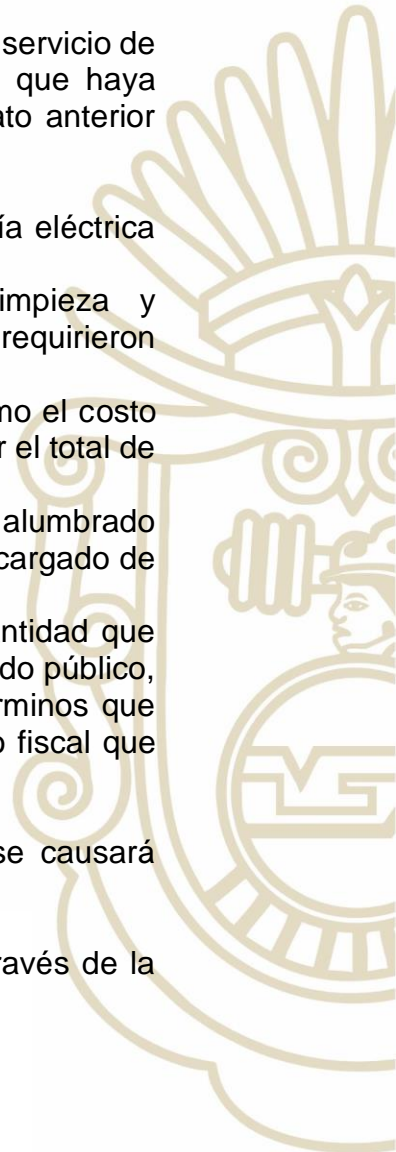 servicio de
que haya
ato anterior
ía eléctrica
impieza y
requirieron
mo el costo
r el total de
alumbrado
cargado de
ntidad que
do público,
rminos que
o fiscal que
se causará
ravés de la